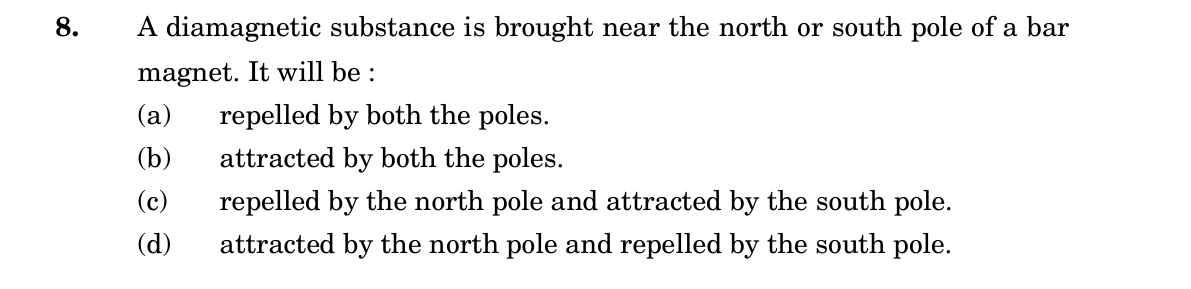 8. A diamagnetic substance is brought near the north or south pole of a bar
magnet. It will be :
(a) repelled by both the poles.
(b) attracted by both the poles.
(c) repelled by the north pole and attracted by the south pole.
(d) attracted by the north pole and repelled by the south pole.